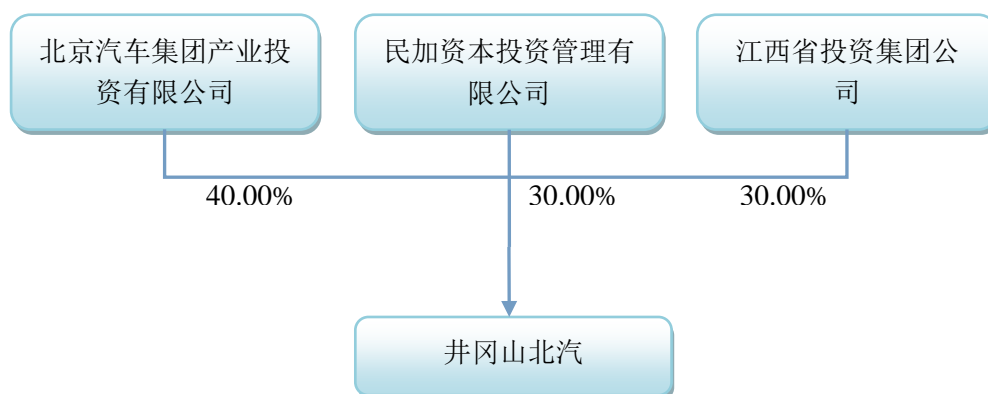 北京汽车集团产业投
资有限公司
民加资本投资管理有
限公司
江西省投资集团公
司
40.00%
30.00%
30.00%
井冈山北汽